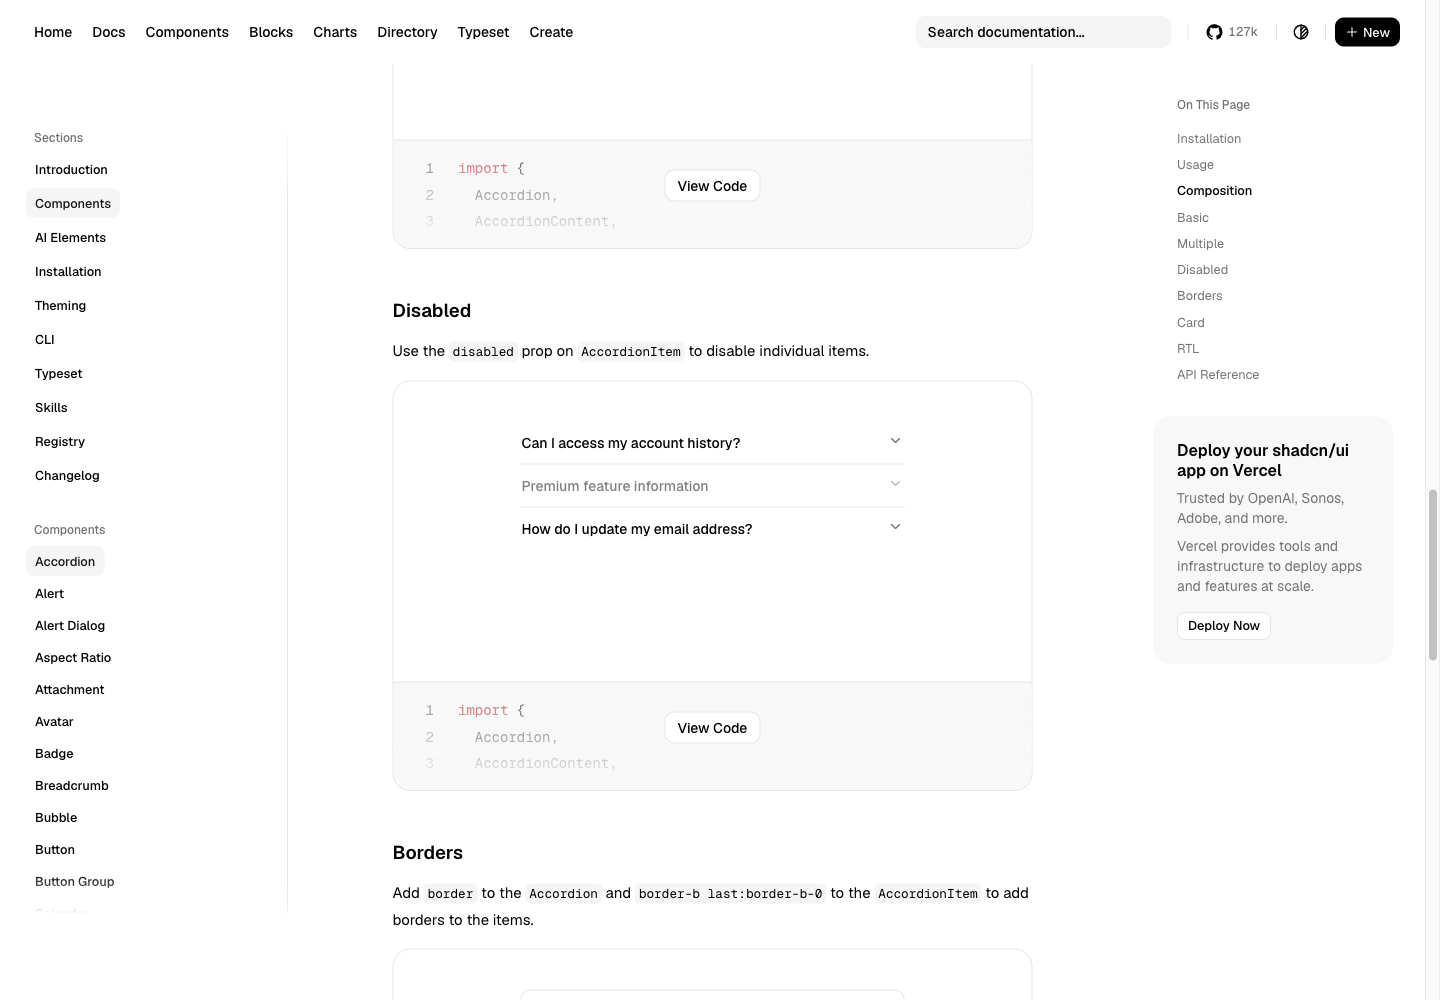 Home Docs Components Blocks Charts Directory Typeset Create
Search documentation...
127k
New
Sections
Introduction
Components
AI Elements
Installation
Theming
CLI
Typeset
Skills
Registry
Changelog
Components
Accordion
Alert
Alert Dialog
Aspect Ratio
Attachment
Avatar
Badge
Breadcrumb
Bubble
Button
Button Group
1 import {
2 Accordion,
3 AccordionContent,
View Code
Disabled
Use the disabled prop on AccordionItem to disable individual items.
Can I access my account history?
Premium feature information
How do I update my email address?
1 import {
2 Accordion,
3 AccordionContent,
View Code
Borders
Add border to the Accordion and border-b last:border-b-0 to the AccordionItem to add
borders to the items.
On This Page
Installation
Usage
Composition
Basic
Multiple
Disabled
Borders
Card
RTL
API Reference
Deploy your shadcn/ui
app on Vercel
Trusted by OpenAI, Sonos,
Adobe, and more.
Vercel provides tools and
infrastructure to deploy apps
and features at scale.
Deploy Now